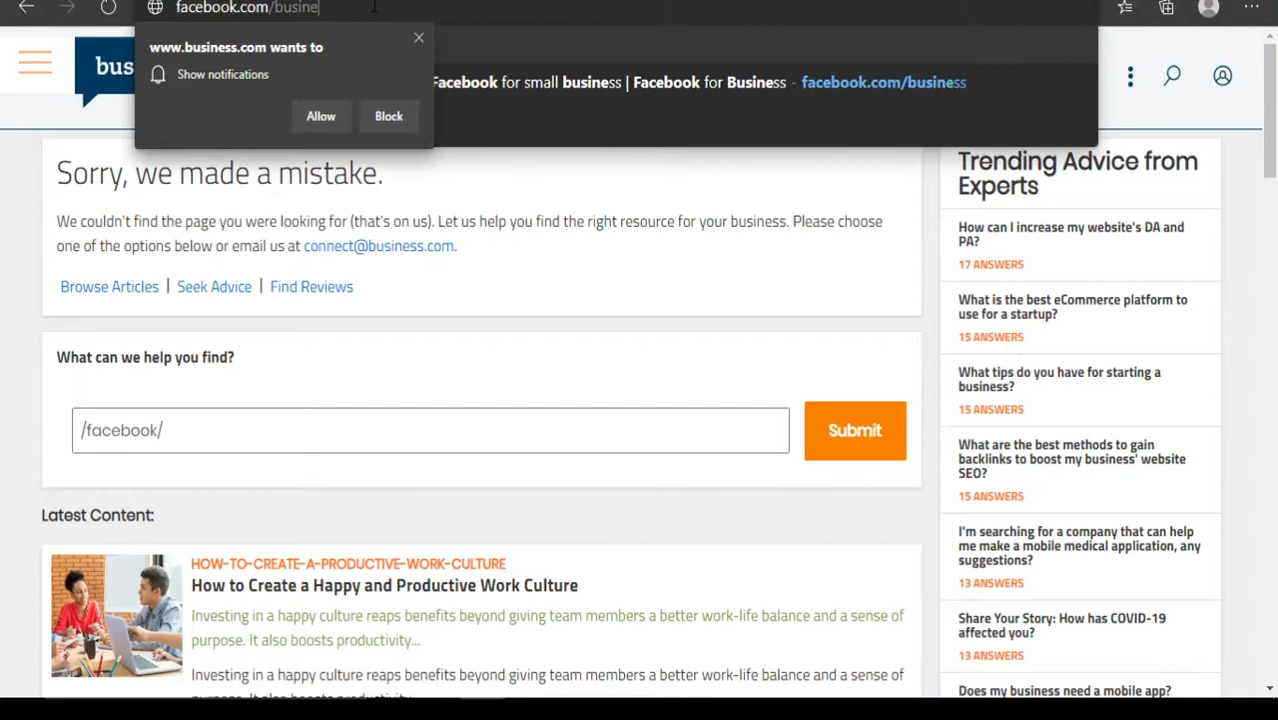 facebook.com/busine
www.business.com wants to
Show notifications
Allow
Block
Facebook for small business | Facebook for Business - facebook.com/business
bus
Sorry, we made a mistake.
We couldn't find the page you were looking for (that's on us). Let us help you find the right resource for your business. Please choose
one of the options below or email us at connect@business.com.
Browse Articles | Seek Advice | Find Reviews
What can we help you find?
/facebook/
Submit
Latest Content:
HOW-TO-CREATE-A-PRODUCTIVE-WORK-CULTURE
How to Create a Happy and Productive Work Culture
Investing in a happy culture reaps benefits beyond giving team members a better work-life balance and a sense of
purpose. It also boosts productivity...
Investing in a happy culture reaps benefits beyond giving team members a better work-life balance and a sense of
purpose. It also boosts productivity
Trending Advice from
Experts
How can I increase my website's DA and
PA?
17 ANSWERS
What is the best eCommerce platform to
use for a startup?
15 ANSWERS
What tips do you have for starting a
business?
15 ANSWERS
What are the best methods to gain
backlinks to boost my business' website
SEO?
15 ANSWERS
I'm searching for a company that can help
me make a mobile medical application, any
suggestions?
13 ANSWERS
Share Your Story: How has COVID-19
affected you?
13 ANSWERS
Does my business need a mobile app?